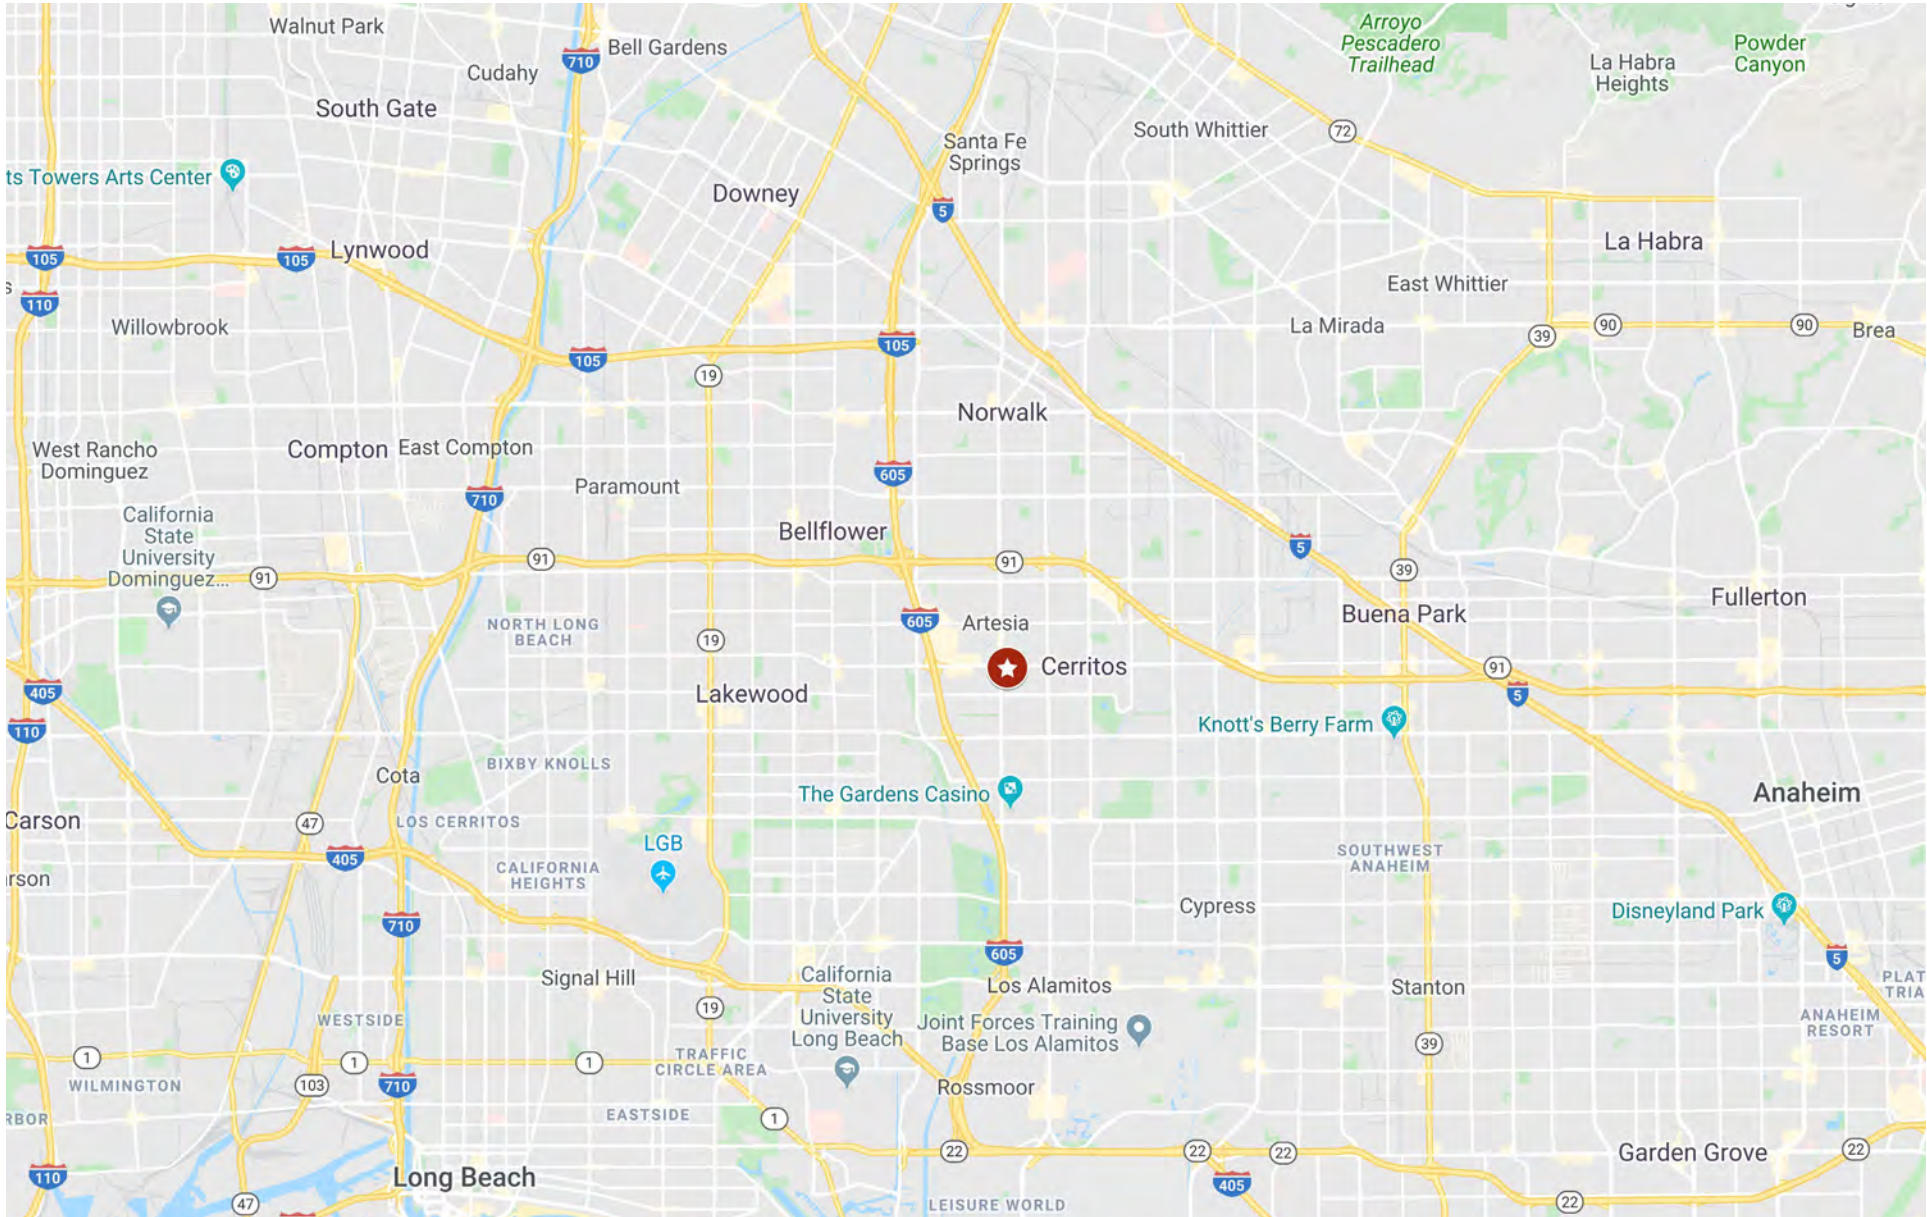 Walnut Park
Bell Gardens
710
Cudahy
South Gate
Arroyo
Pescadero
Trailhead
La Habra
Heights
Powder
Canyon
72
South Whittier
Santa Fe
Springs
ts Towers Arts Center
Downey
5
Lynwood
105
105
110
La Habra
East Whittier
Willowbrook
La Mirada
39
90
90
Brea
105
105
19
Norwalk
West Rancho
Dominguez
Compton
East Compton
605
Paramount
710
California
State
University
Dominguez...
Bellflower
91
91
91
5
39
Fullerton
Buena Park
NORTH LONG
BEACH
605
Artesia
19
Cerritos
91
5
405
110
Lakewood
Knott's Berry Farm
BIXBY KNOLLS
Cota
The Gardens Casino
Anaheim
Carson
47
LOS CERRITOS
405
LGB
CALIFORNIA
HEIGHTS
SOUTHWEST
ANAHEIM
rson
Cypress
Disneyland Park
710
605
5
Signal Hill
California
State
University
Long Beach
Los Alamitos
Stanton
PLAT
TRIA
19
WESTSIDE
Joint Forces Training
Base Los Alamitos
ANAHEIM
RESORT
39
1
1
1
TRAFFIC
CIRCLE AREA
WILMINGTON
103
710
Rossmoor
RBOR
EASTSIDE
1
22
22
22
Garden Grove
22
110
Long Beach
405
47
LEISURE WORLD
22